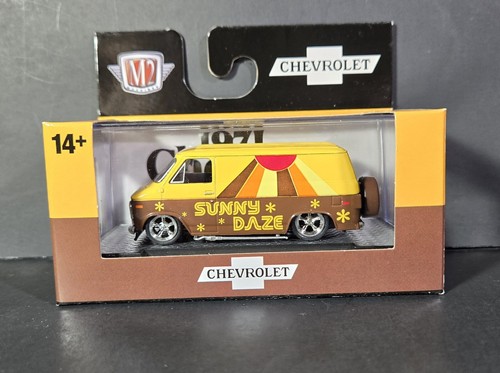 M2
CHEVROLET
14+
1971
SUNNY
DAZE
CHEVROLET